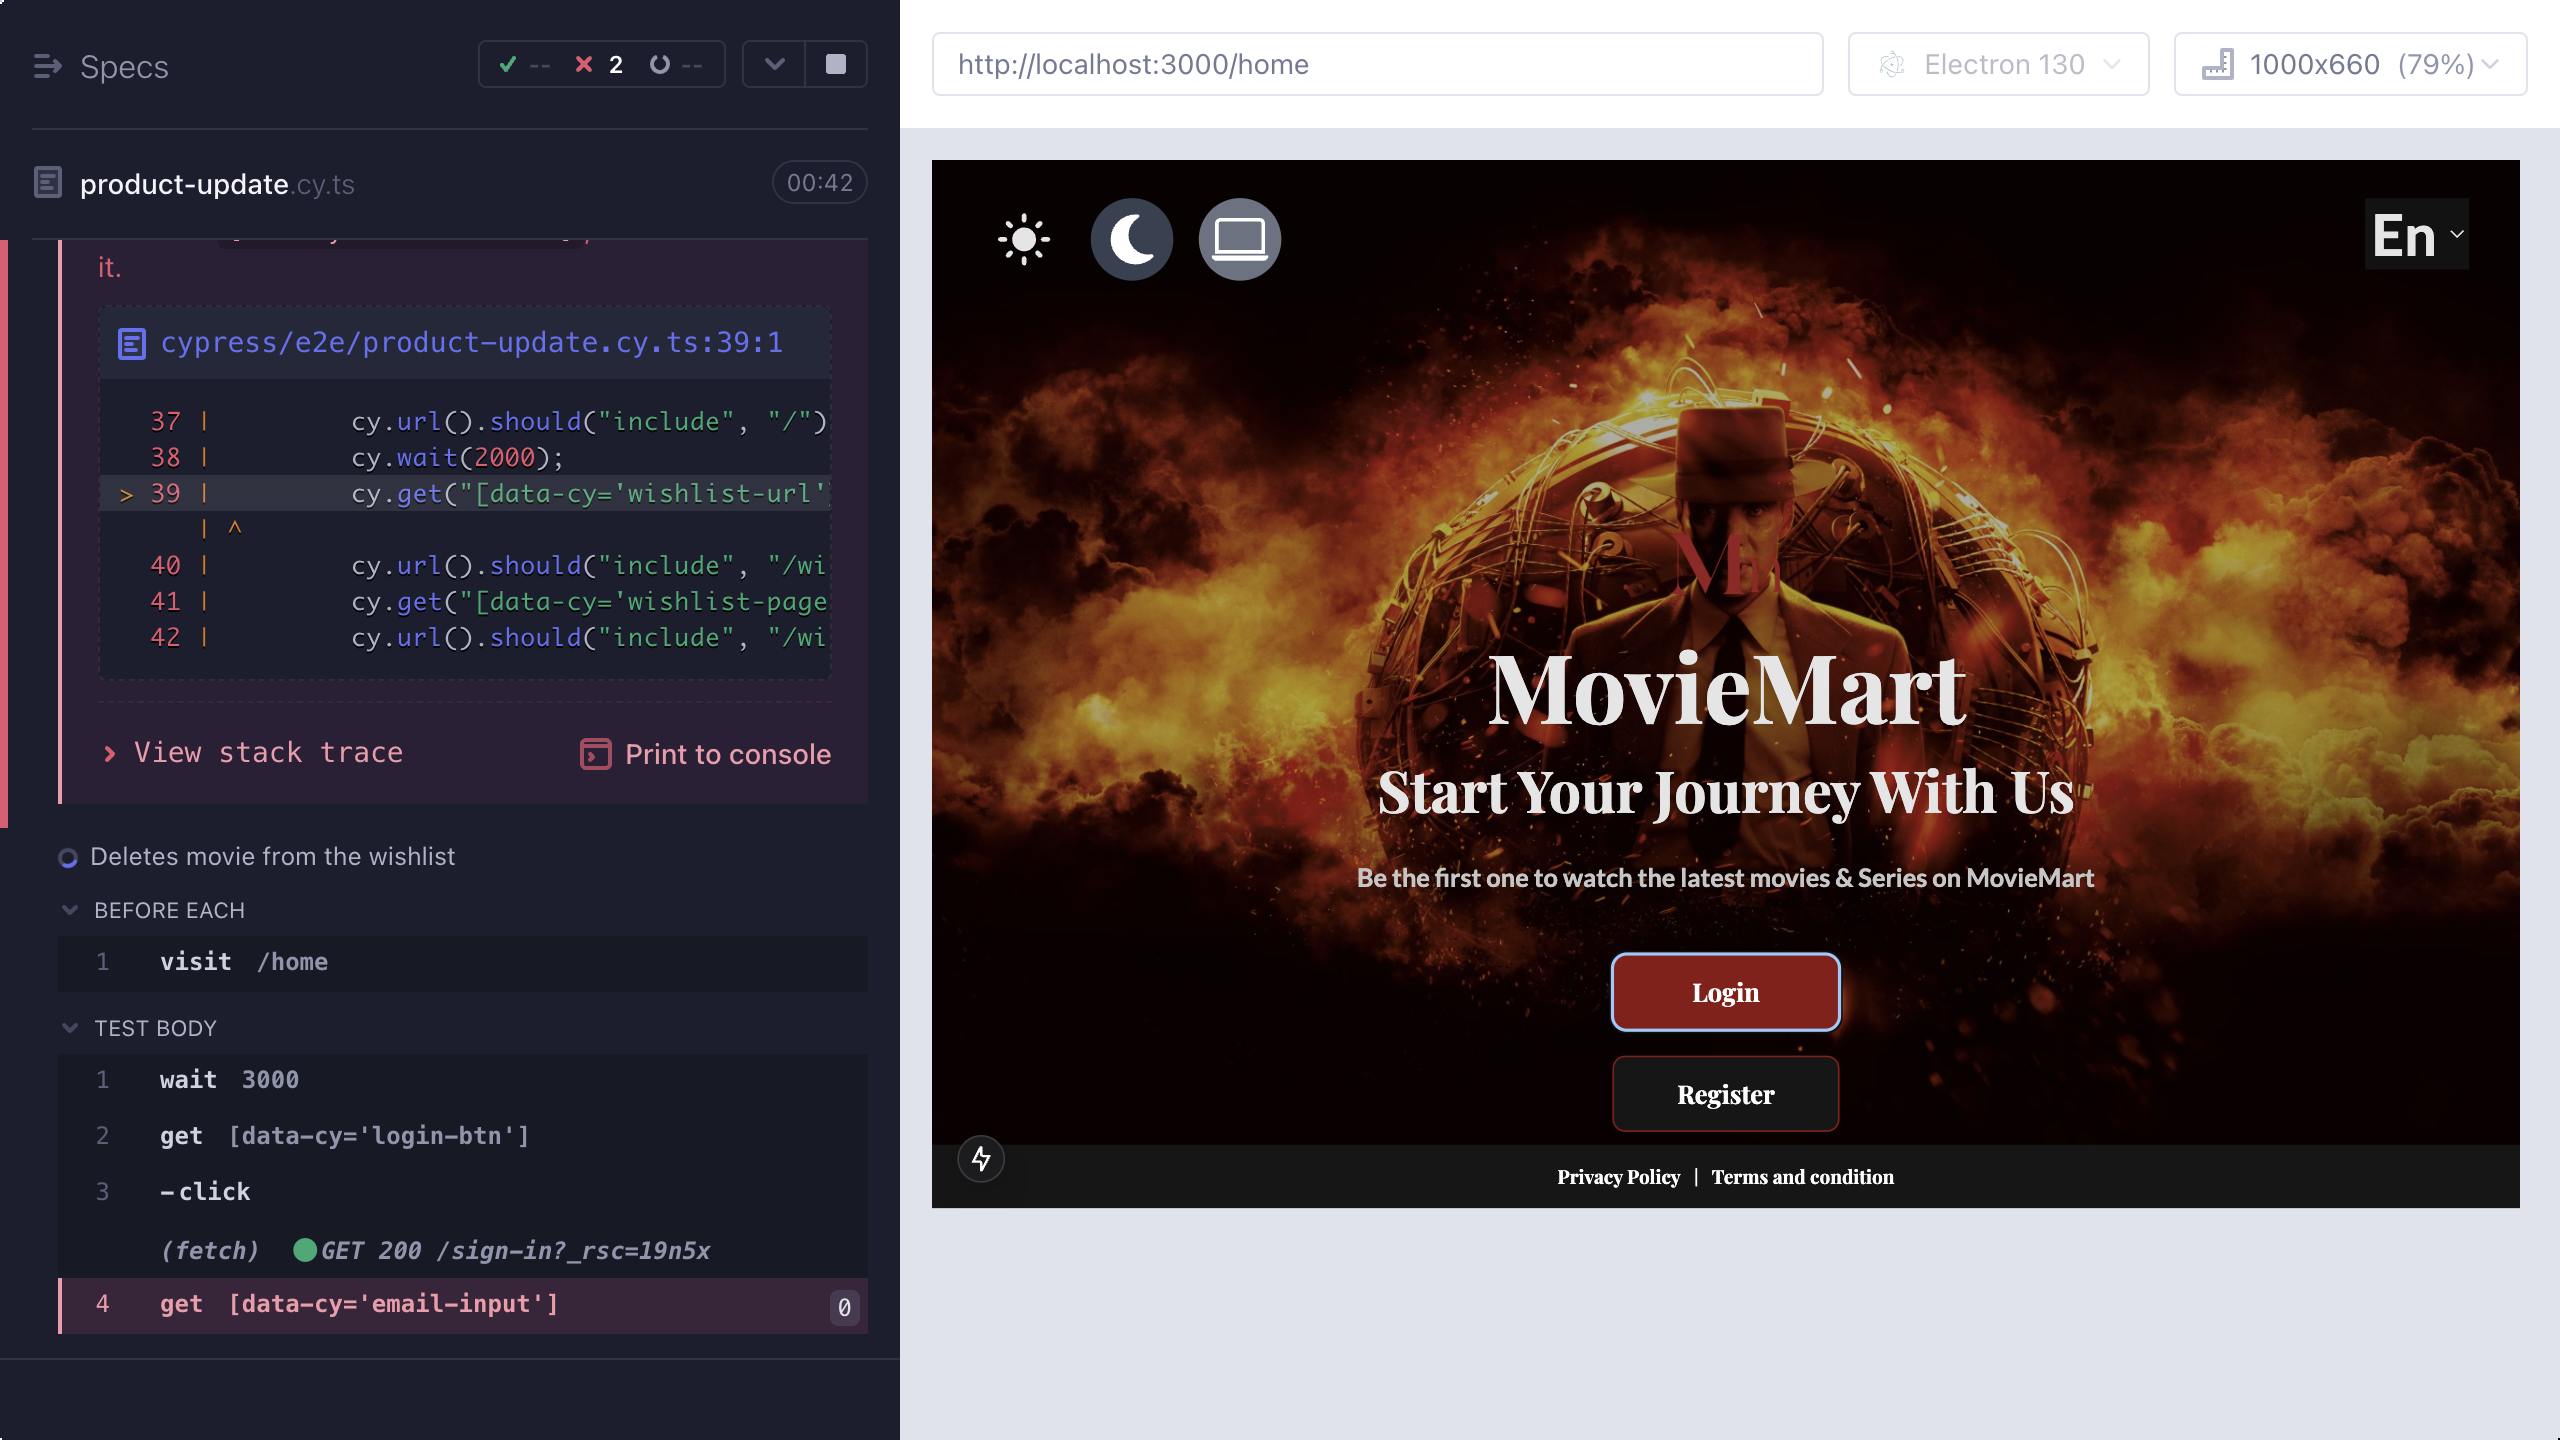 Specs
-- 2 --
product-update.cy.ts
00:42
it.
cypress/e2e/product-update.cy.ts:39:1
37 | cy.url().should("include", "/")
38 | cy.wait(2000);
> 39 | cy.get("[data-cy='wishlist-url'
| ^
40 | cy.url().should("include", "/wi
41 | cy.get("[data-cy='wishlist-page
42 | cy.url().should("include", "/wi
View stack trace
Print to console
Deletes movie from the wishlist
BEFORE EACH
1 visit /home
TEST BODY
1 wait 3000
2 get [data-cy='login-btn']
3 -click
(fetch) GET 200 /sign-in?_rsc=19n5x
4 get [data-cy='email-input'] 0
http://localhost:3000/home
Electron 130
1000x660 (79%)
En
Mm
MovieMart
Start Your Journey With Us
Be the first one to watch the latest movies & Series on MovieMart
Login
Register
Privacy Policy | Terms and condition